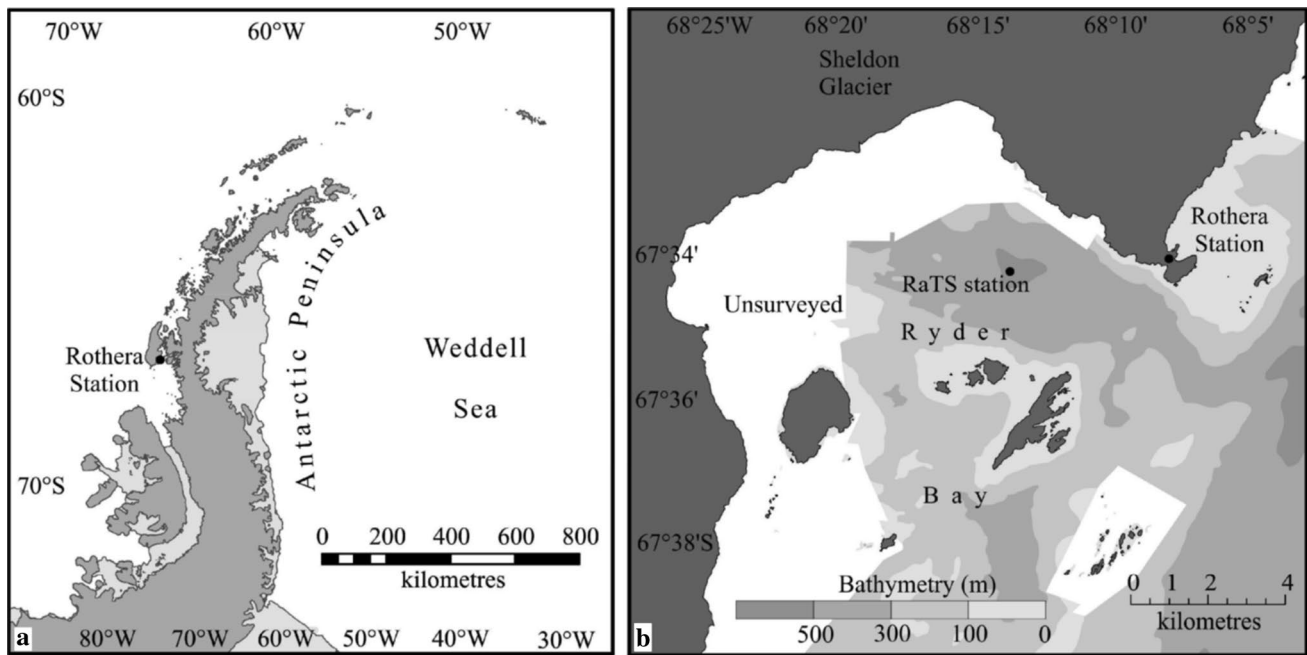 70°W 60°W 50°W
60°S
Antarctic Peninsula
Rothera
Station
Weddell
Sea
70°S
0 200 400 600 800
kilometres
a
80°W 70°W 60°W 50°W 40°W 30°W
68°25'W 68°20' 68°15' 68°10' 68°5'
Sheldon
Glacier
Rothera
Station
67°34'
RaTS station
Unsurveyed
Ryder
67°36'
Bay
67°38'S
Bathymetry (m)
500 300 100 0
0 1 2 4
kilometres
b